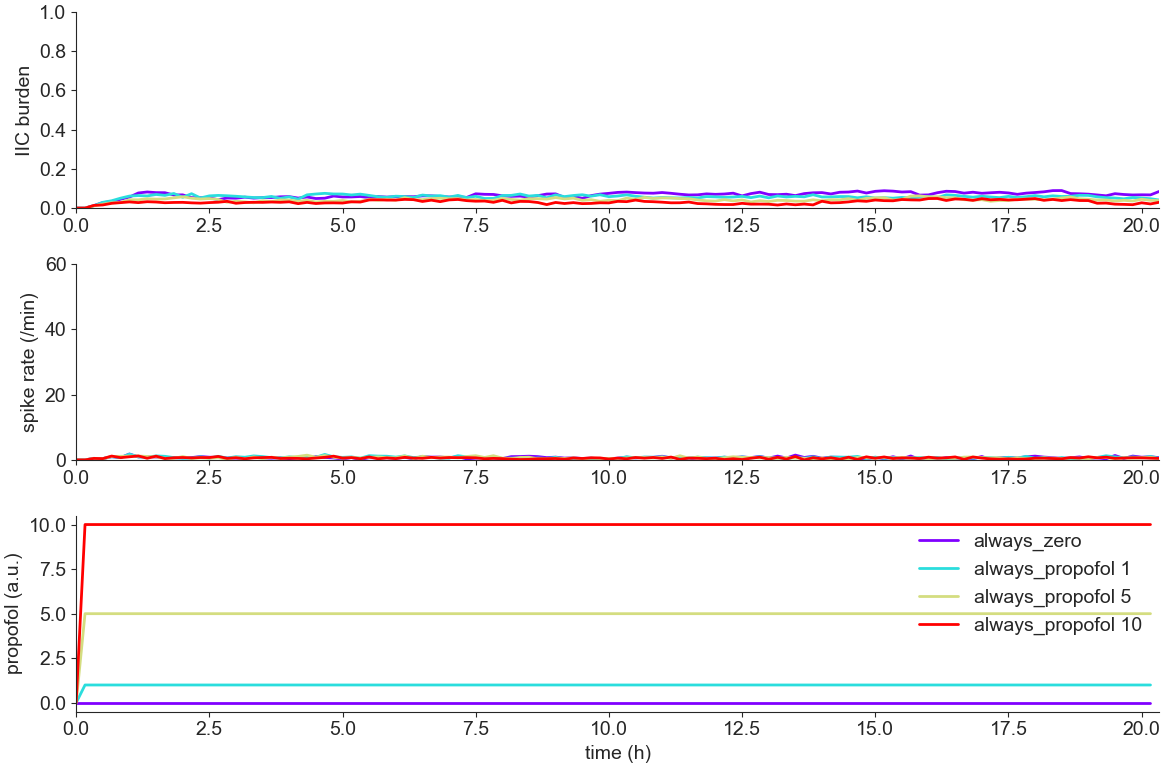 IIC burden
1.0
0.8
0.6
0.4
0.2
0.0
0.0 2.5 5.0 7.5 10.0 12.5 15.0 17.5 20.0
spike rate (/min)
60
40
20
0
0.0 2.5 5.0 7.5 10.0 12.5 15.0 17.5 20.0
propofol (a.u.)
10.0
7.5
5.0
2.5
0.0
always_zero
always_propofol 1
always_propofol 5
always_propofol 10
0.0 2.5 5.0 7.5 10.0 12.5 15.0 17.5 20.0
time (h)